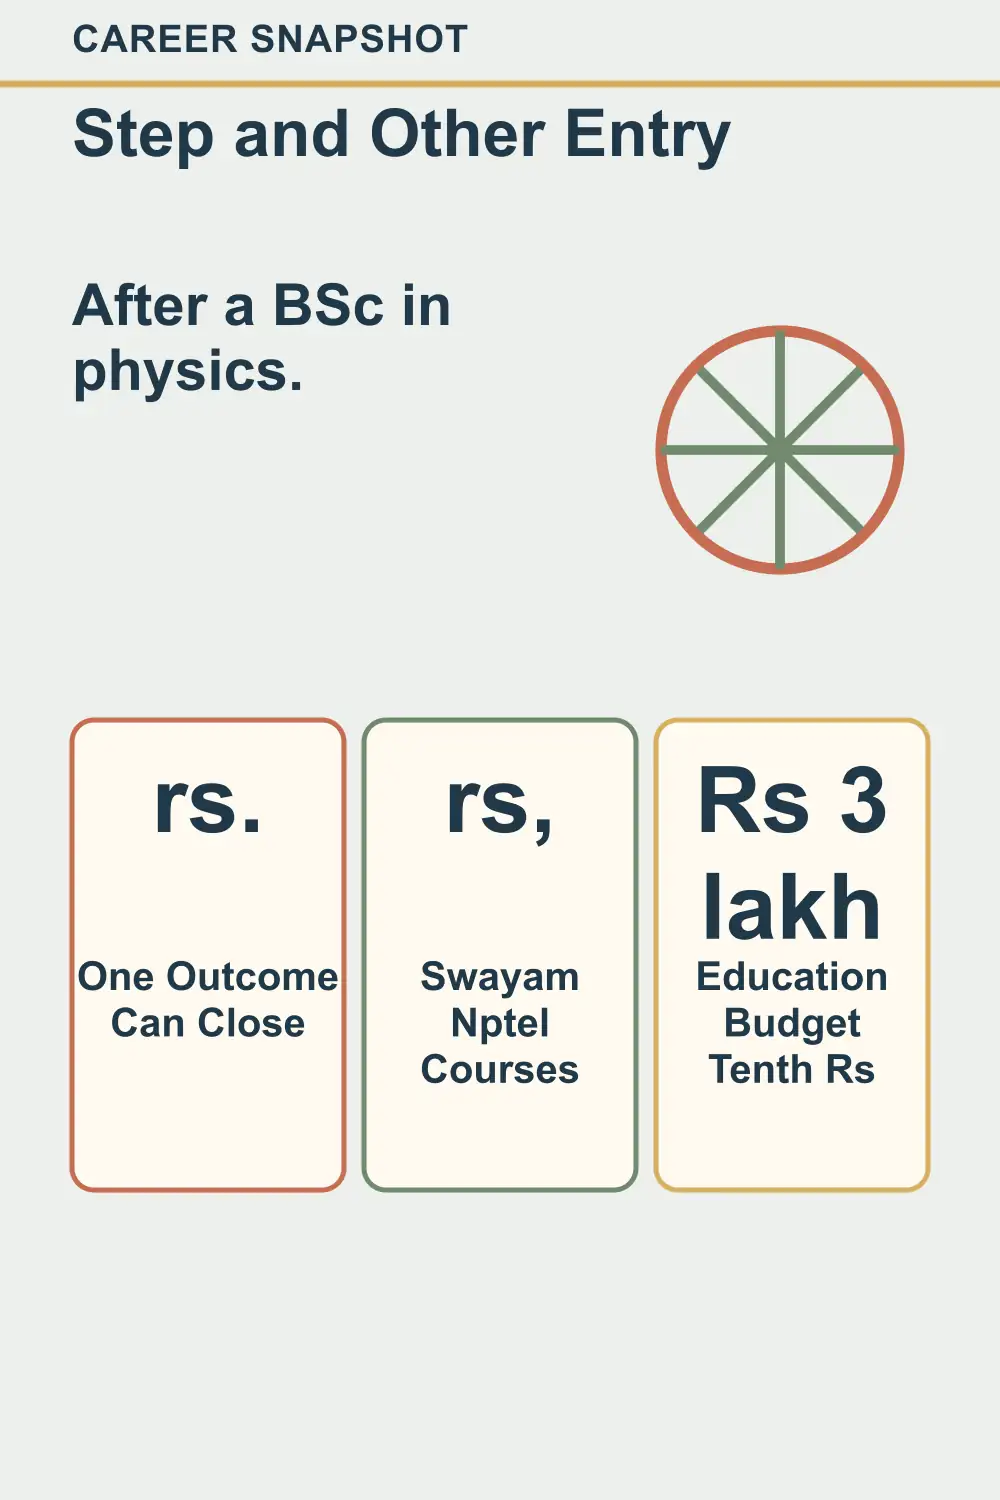 CAREER SNAPSHOT
Step and Other Entry
After a BSc in
physics.
rs.
One Outcome
Can Close
rs,
Swayam
Nptel
Courses
Rs 3
lakh
Education
Budget
Tenth Rs